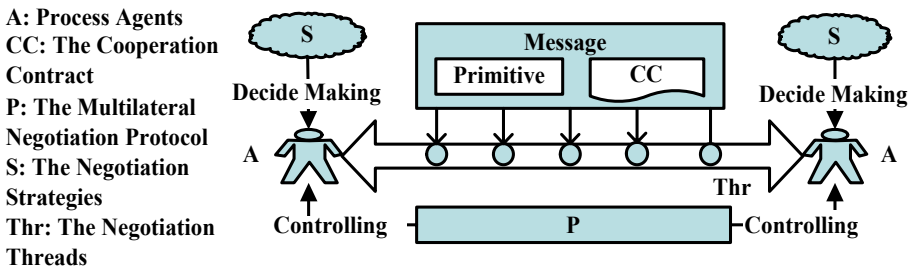 A: Process Agents
CC: The Cooperation
Contract
P: The Multilateral
Negotiation Protocol
S: The Negotiation
Strategies
Thr: The Negotiation
Threads
S
Message
S
Primitive
CC
Decide Making
Decide Making
A
A
Thr
Controlling
P
Controlling